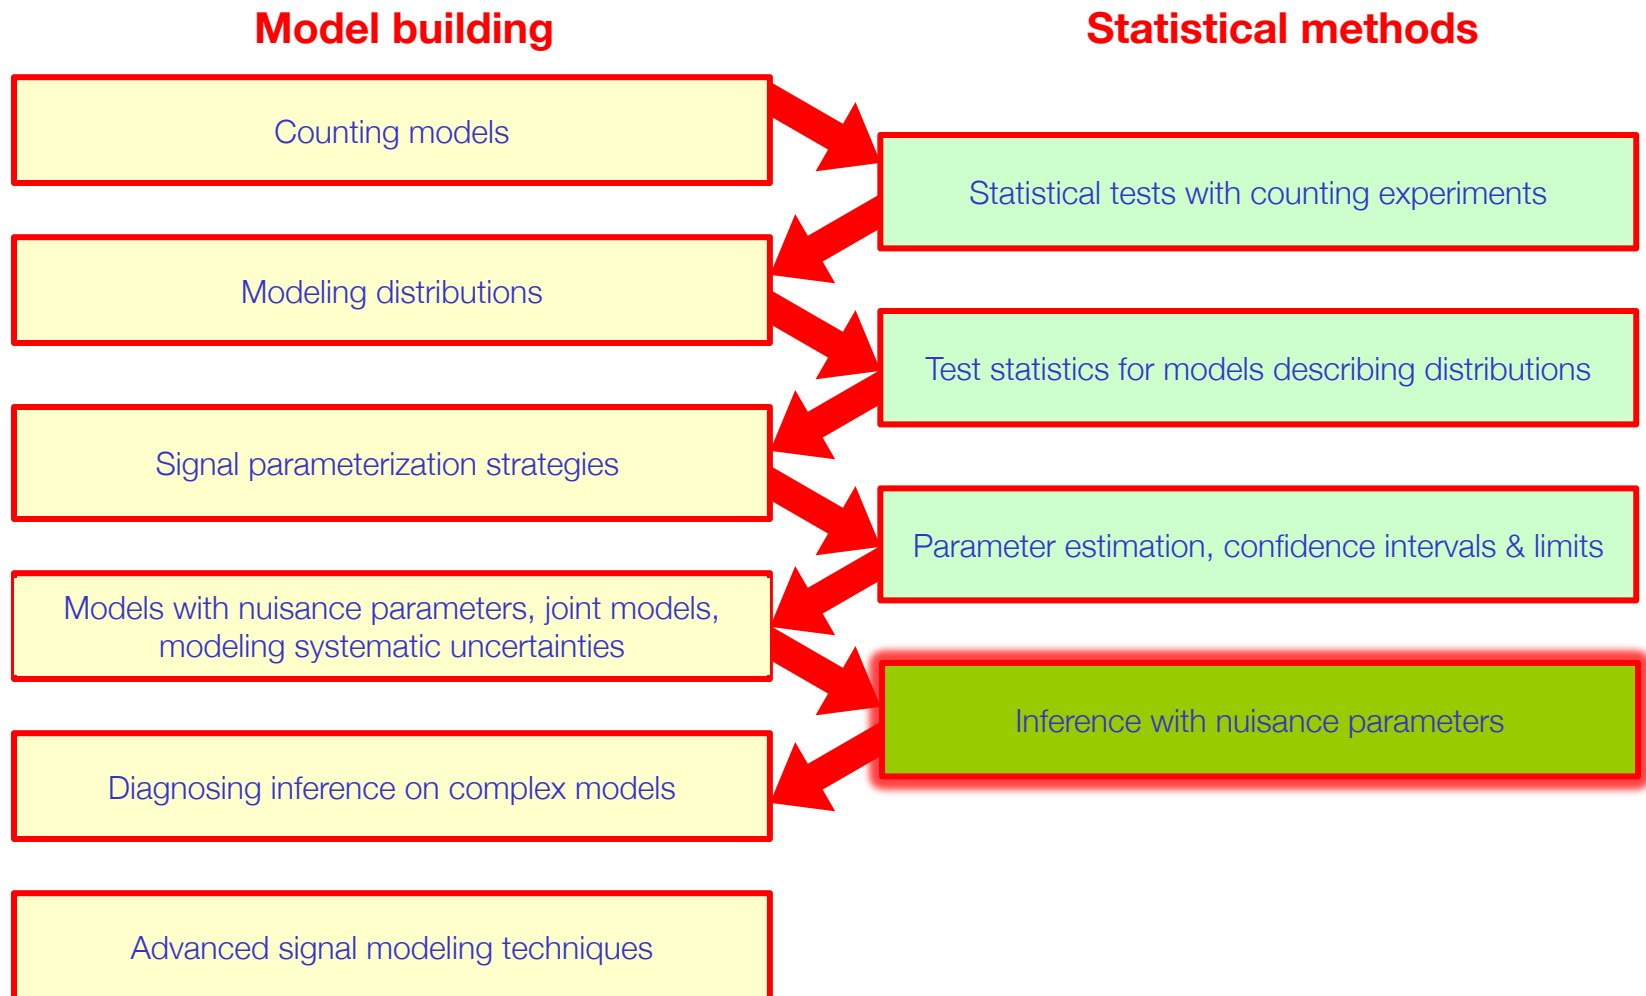 Model building
Statistical methods
Counting models
Statistical tests with counting experiments
Modeling distributions
Test statistics for models describing distributions
Signal parameterization strategies
Parameter estimation, confidence intervals & limits
Models with nuisance parameters, joint models,
modeling systematic uncertainties
Inference with nuisance parameters
Diagnosing inference on complex models
Advanced signal modeling techniques